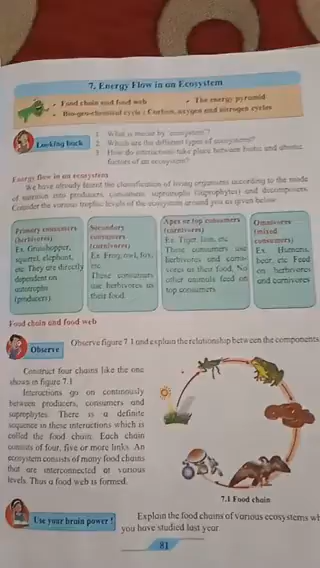 7. Energy Flow in an Ecosystem
Food chain and food web
The energy pyramid
Bio-geo-chemical cycle : Carbon, oxygen and nitrogen cycles
Looking back
1. What is meant by 'ecosystem'?
2. Which are the different types of ecosystems?
3. How do interactions take place between biotic and abiotic
factors of an ecosystem?
Energy flow in an ecosystem
We have already learnt the classification of living organisms according to the mode
of nutrition into producers, consumers, saprotrophs (saprophytes) and decomposers.
Consider the various trophic levels of the ecosystem around you as given below
Primary consumers
(herbivores)
Ex. Grasshopper,
squirrel, elephant,
etc. They are directly
dependent on
autotrophs
(producers)
Secondary
consumers
(carnivores)
Ex. Frog, owl, fox,
etc.
These consumers
use herbivores as
their food.
Apex or top consumers
(carnivores)
Ex. Tiger, lion, etc.
These consumers use
herbivores and carni-
vores as their food. No
other animals feed on
top consumers.
Omnivores
(mixed
consumers)
Ex. Humans,
bear, etc. Feed
on herbivores
and carnivores
Food chain and food web
Observe
Observe figure 7.1 and explain the relationship between the components.
Construct four chains like the one
shown in figure 7.1
Interactions go on continuously
between producers, consumers and
saprophytes. There is a definite
sequence in these interactions which is
called the food chain. Each chain
consists of four, five or more links. An
ecosystem consists of many food chains
that are interconnected at various
levels. Thus a food web is formed.
7.1 Food chain
Use your brain power !
Explain the food chains of various ecosystems
you have studied last year.
81